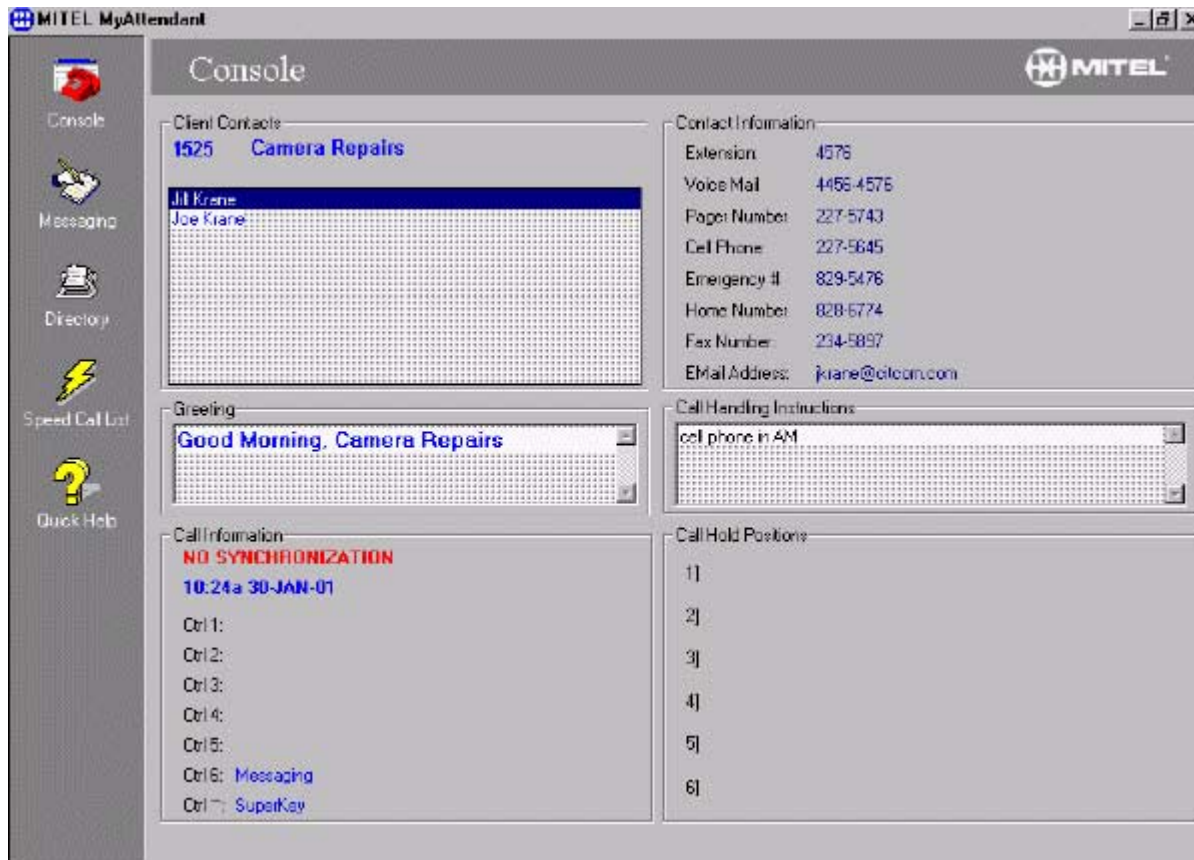 MITEL MyAttendant
Console
MITEL
Console
Messaging
Directory
Speed Call List
Quick Help
Client Contacts
1525 Camera Repairs
Jill Krane
Joe Krane
Contact Information
Extension: 4576
Voice Mail 4456-4576
Pager Number 227-5743
Cell Phone 227-5645
Emergency # 829-5476
Home Number 828-6774
Fax Number: 234-5897
EMail Address: jkrane@citcom.com
Greeting
Good Morning, Camera Repairs
Call Handling Instructions
cell phone in AM
Call Information
NO SYNCHRONIZATION
10:24a 30-JAN-01
Ctrl 1:
Ctrl 2:
Ctrl 3:
Ctrl 4:
Ctrl 5:
Ctrl 6: Messaging
Ctrl SuperKey
Call Hold Positions
1]
2]
3]
4]
5]
6]